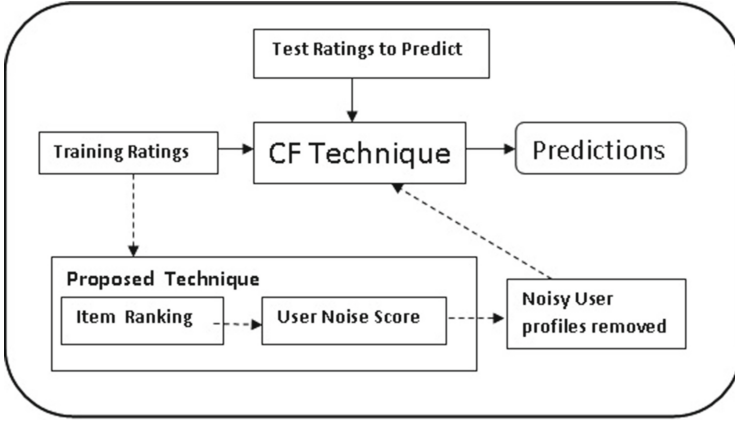 Test Ratings to Predict
Training Ratings
CF Technique
Predictions
Proposed Technique
Item Ranking
User Noise Score
Noisy User
profiles removed